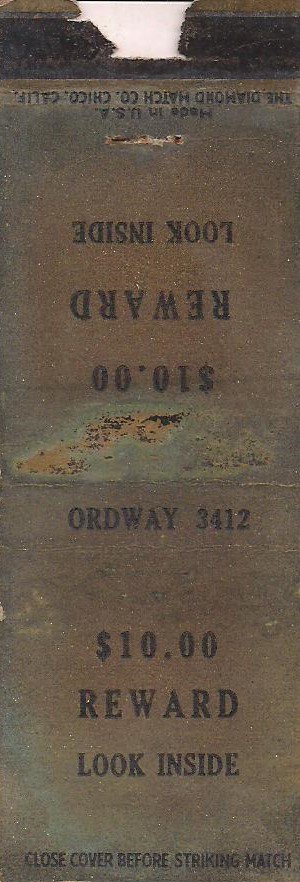 Made in U.S.A.
THE DIAMOND MATCH CO. CHICO, CALIF.
$10.00
REWARD
LOOK INSIDE
ORDWAY 3412
$10.00
REWARD
LOOK INSIDE
CLOSE COVER BEFORE STRIKING MATCH